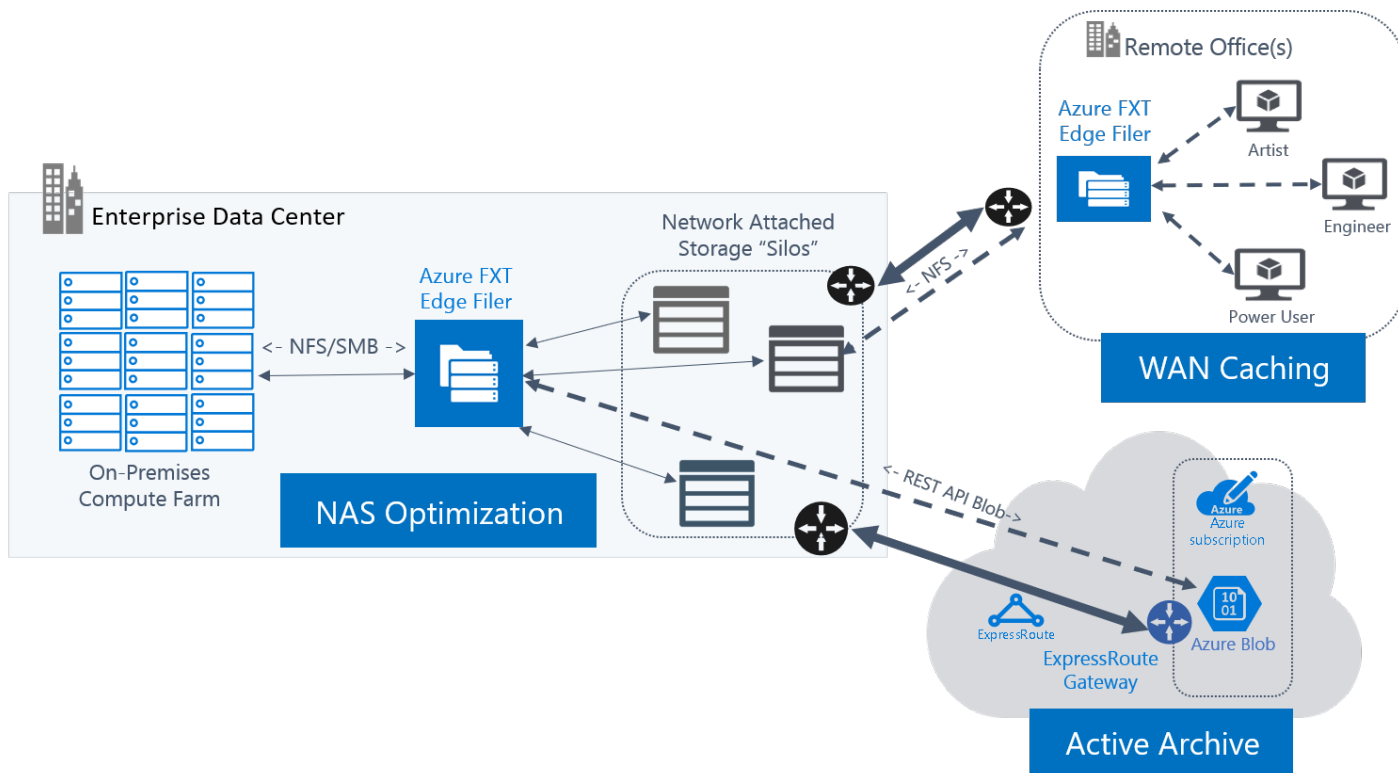 Enterprise Data Center
On-Premises
Compute Farm
<- NFS/SMB ->
Azure FXT
Edge Filer
NAS Optimization
Network Attached
Storage “Silos”
<- NFS ->
Remote Office(s)
Azure FXT
Edge Filer
Artist
Engineer
Power User
WAN Caching
<- REST API Blob->
Azure
Azure
subscription
10
01
Azure Blob
ExpressRoute
ExpressRoute
Gateway
Active Archive